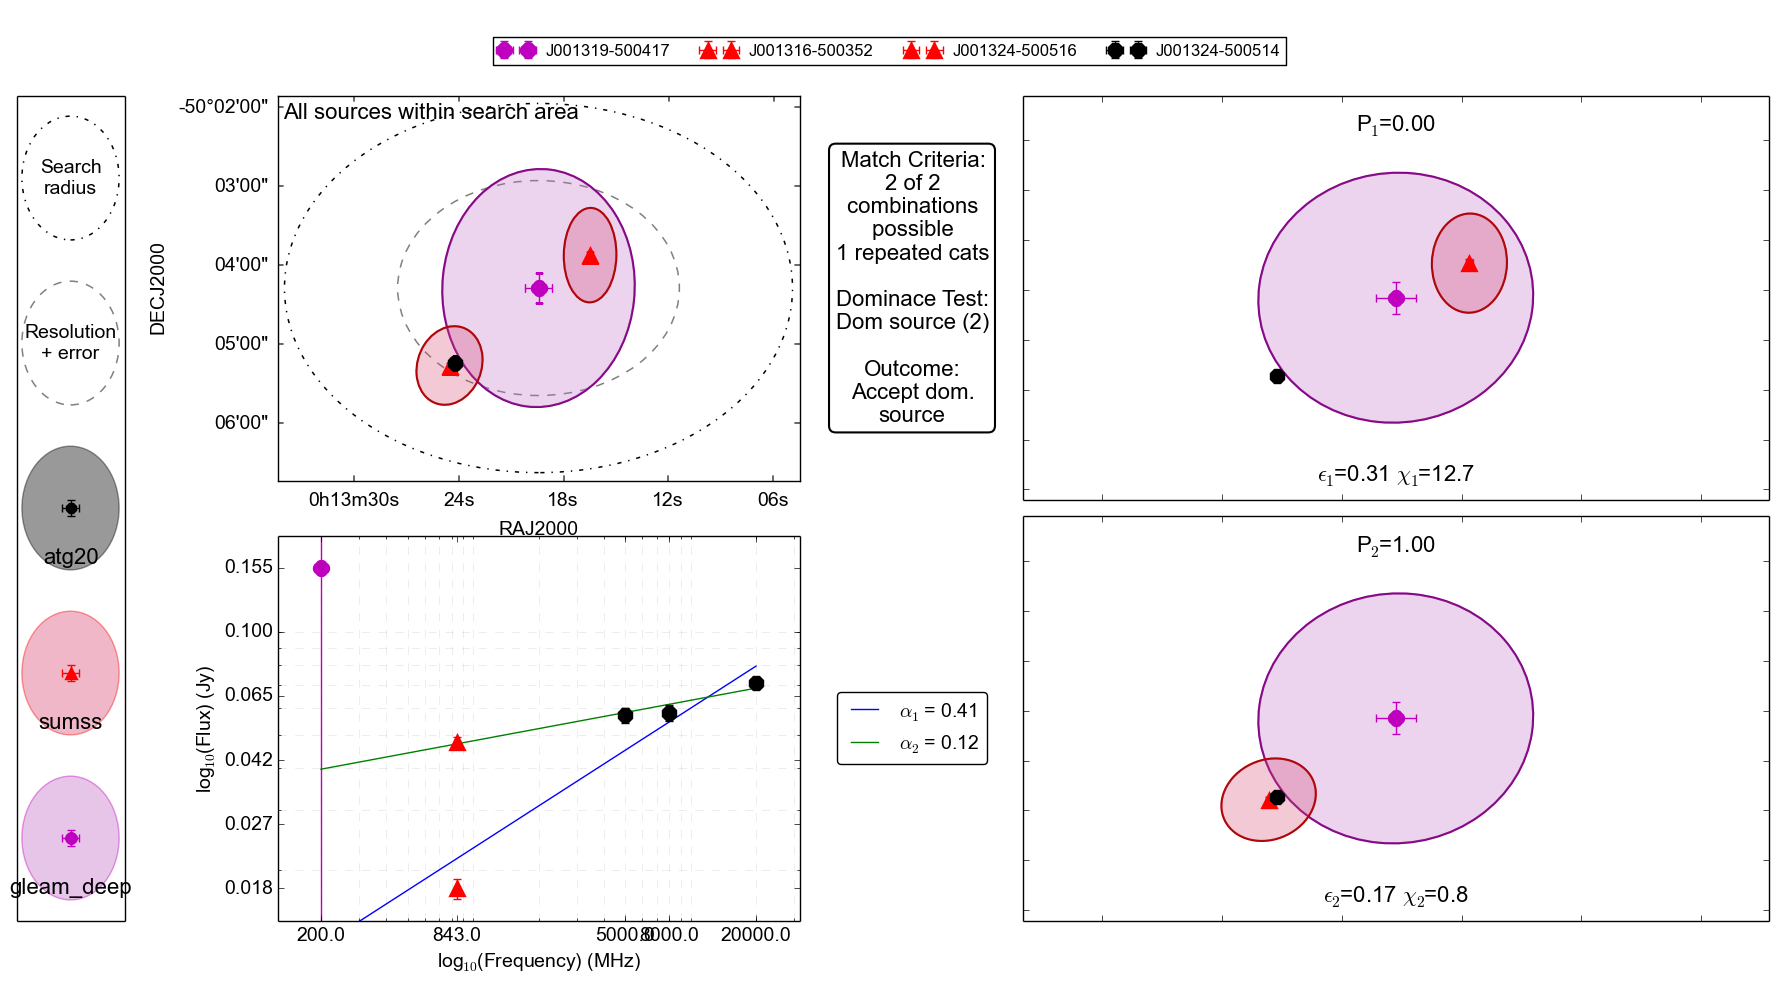 J001319-500417 J001316-500352 J001324-500516 J001324-500514
Search
radius
Resolution
+ error
atg20
sumss
gleam_deep
All sources within search area
DECJ2000
-50°02'00"
03'00"
04'00"
05'00"
06'00"
0h13m30s 24s 18s 12s 06s
RAJ2000
Match Criteria:
2 of 2
combinations
possible
1 repeated cats
Dominace Test:
Dom source (2)
Outcome:
Accept dom.
source
P₁=0.00
ϵ₁=0.31 χ₁=12.7
log₁₀(Flux) (Jy)
0.155
0.100
0.065
0.042
0.027
0.018
200.0 843.0 5000.0 8000.0 20000.0
log₁₀(Frequency) (MHz)
α₁ = 0.41
α₂ = 0.12
P₂=1.00
ϵ₂=0.17 χ₂=0.8